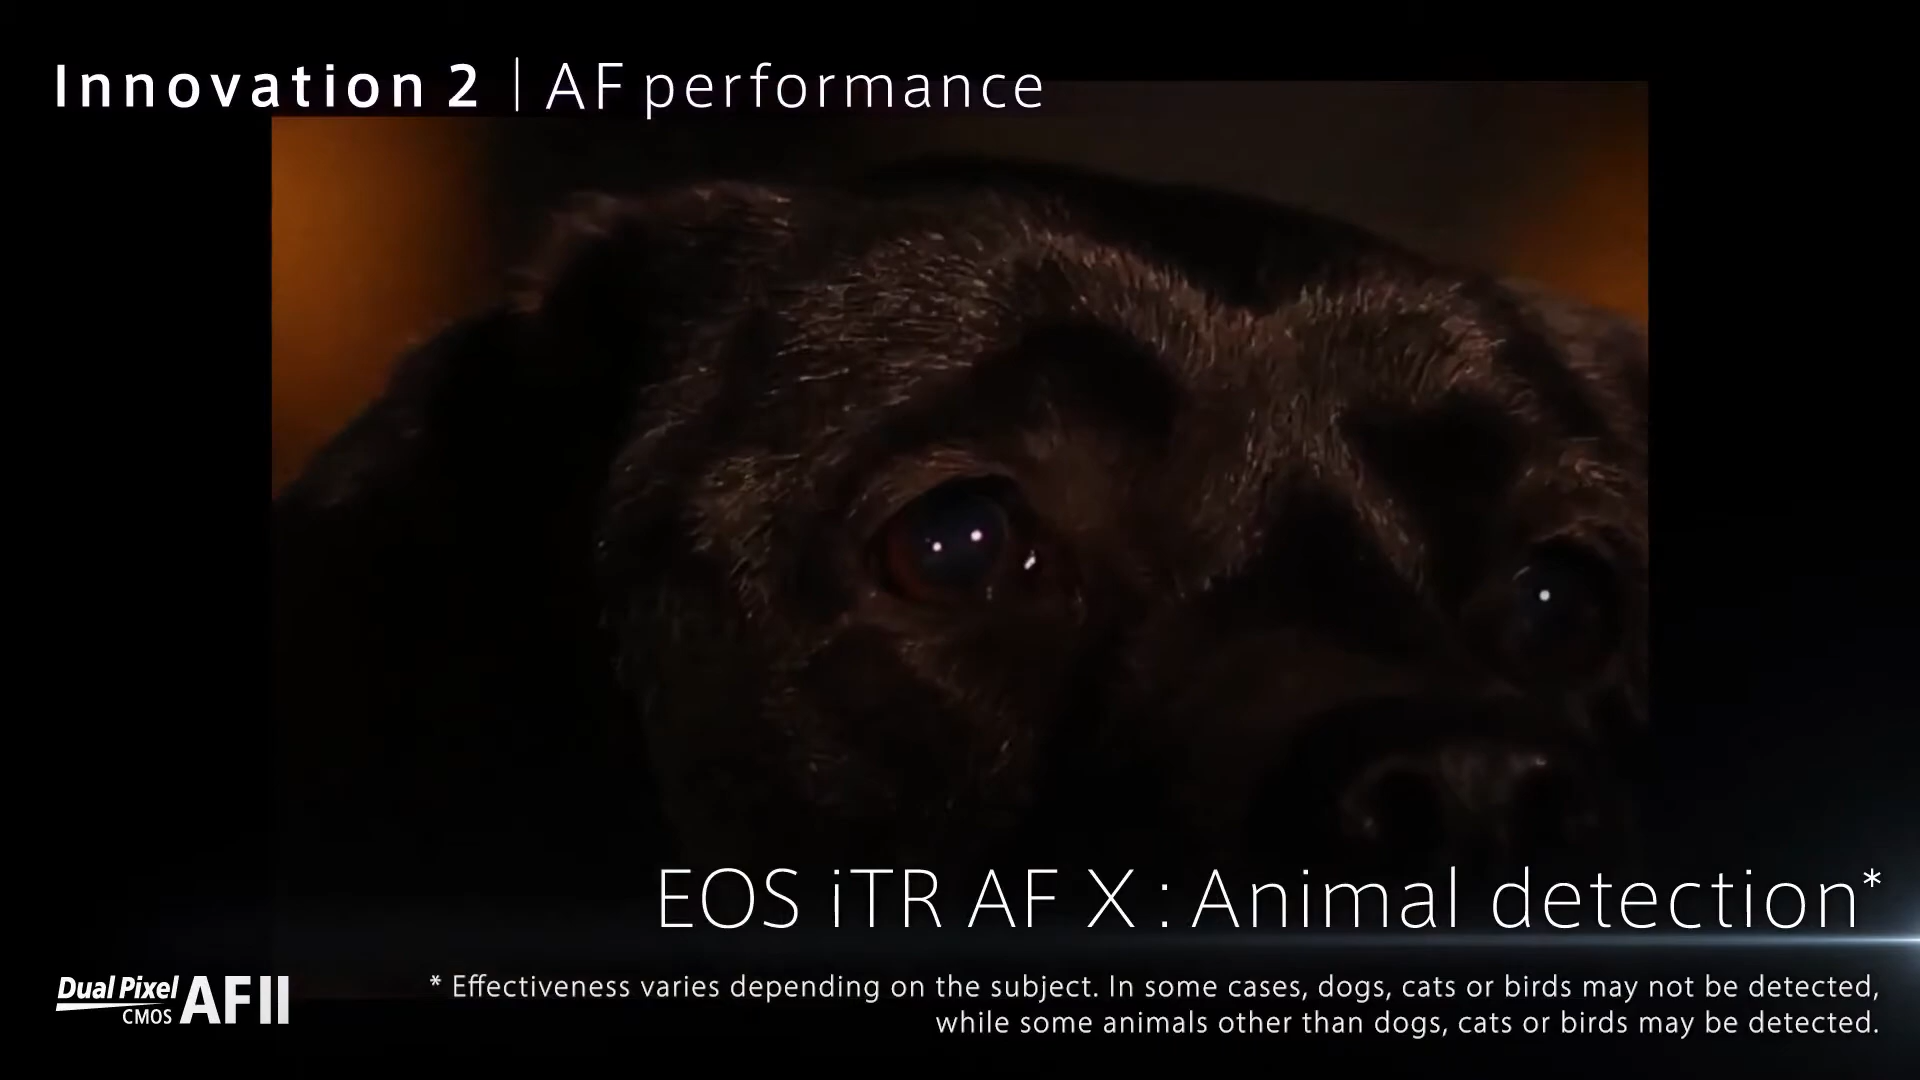 Innovation 2 | AF performance
EOS iTR AF X : Animal detection*
Dual Pixel
CMOS AF II
* Effectiveness varies depending on the subject. In some cases, dogs, cats or birds may not be detected,
while some animals other than dogs, cats or birds may be detected.